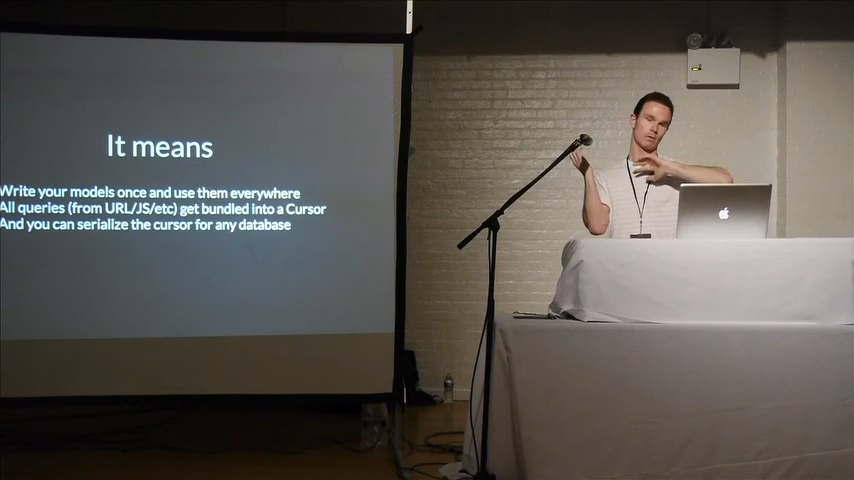 It means
Write your models once and use them everywhere
All queries (from URL/JS/etc) get bundled into a Cursor
And you can serialize the cursor for any database